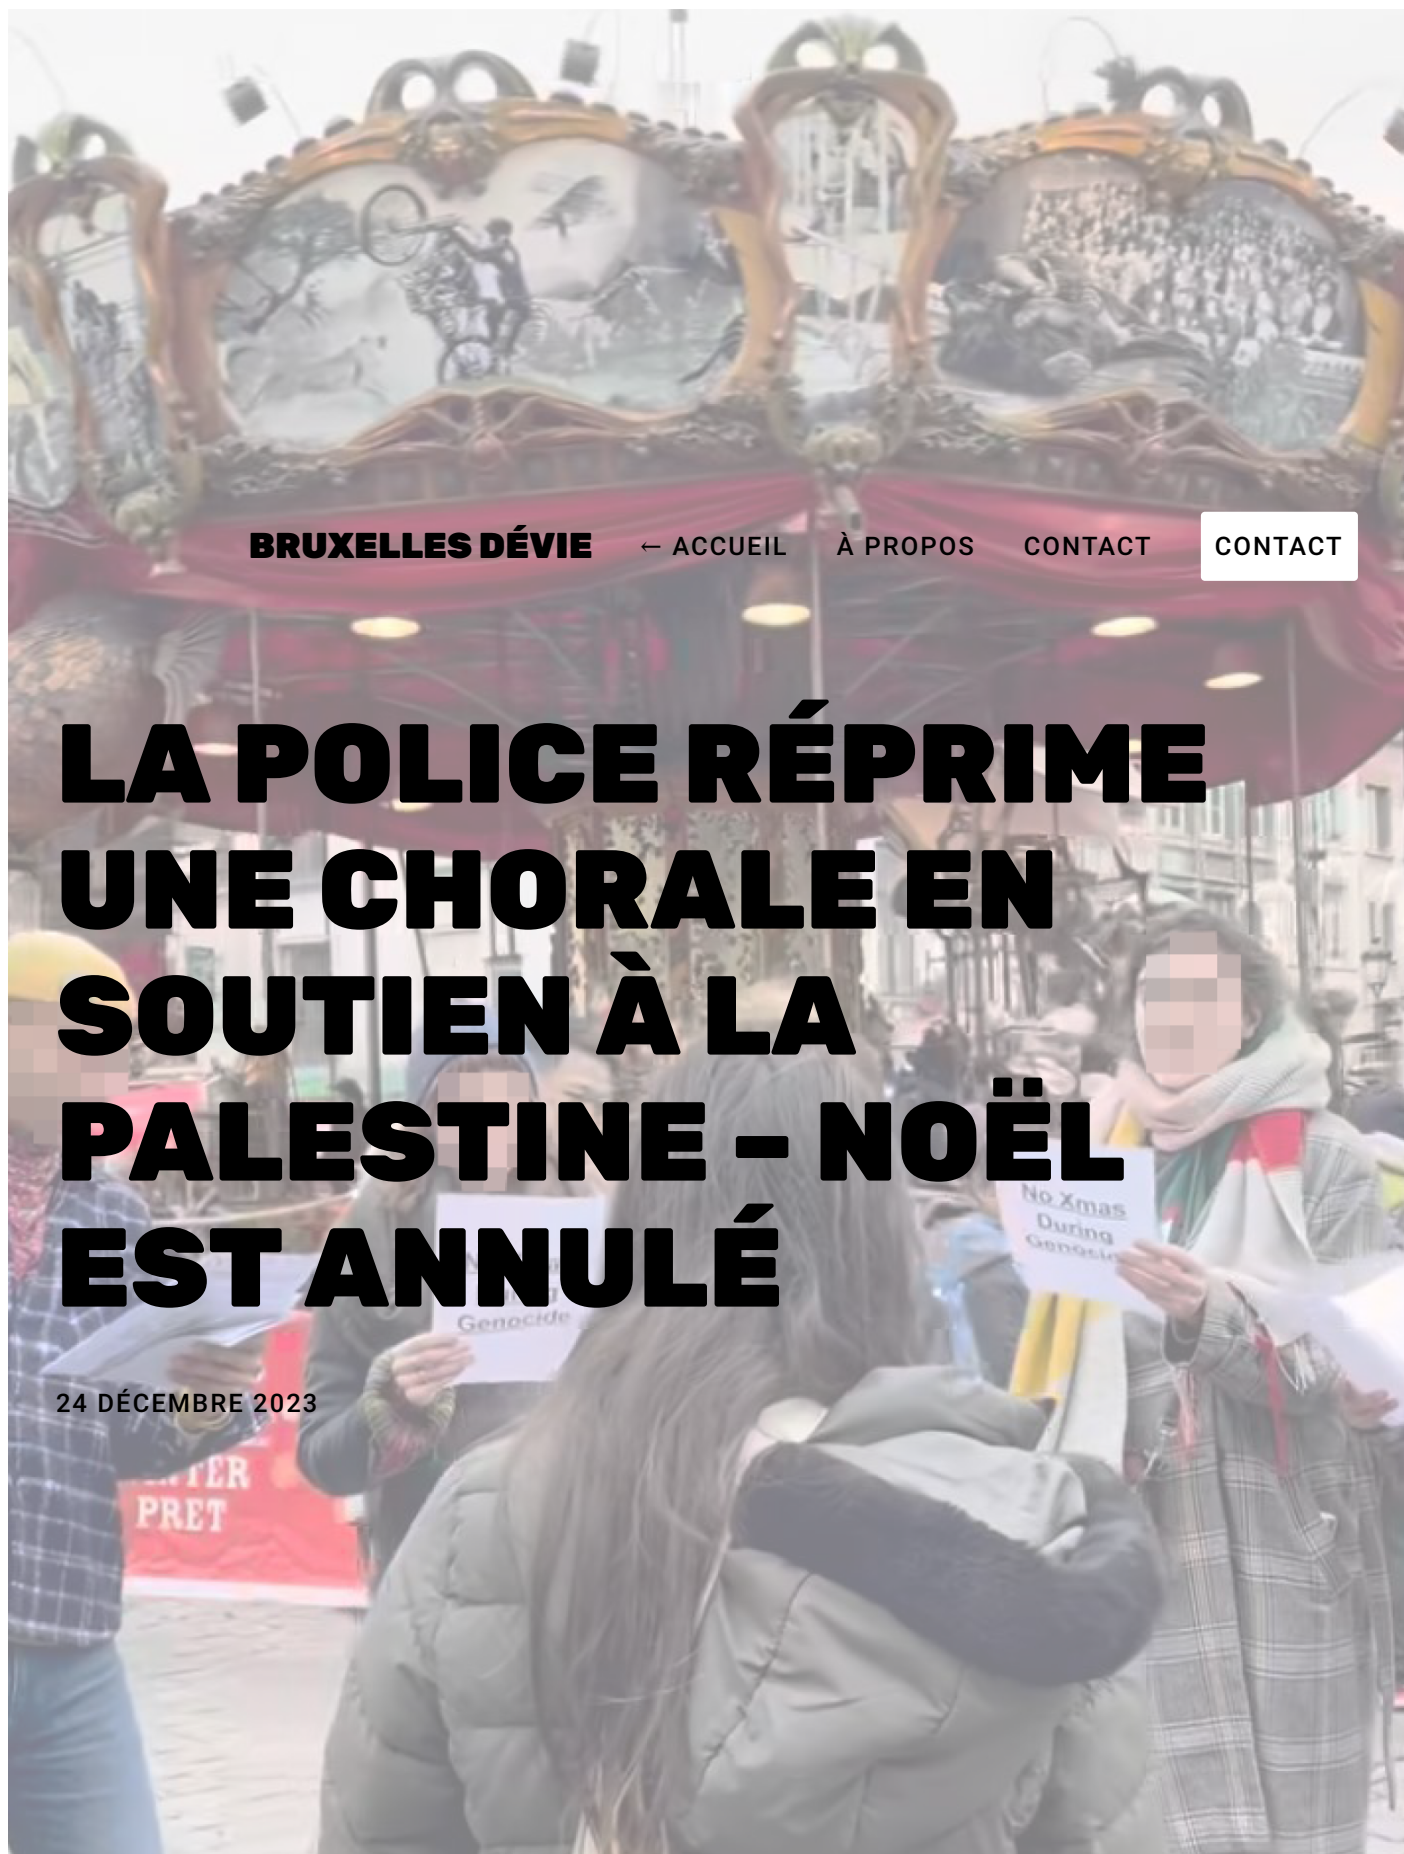 BRUXELLES DÉVIE
← ACCUEIL
À PROPOS
CONTACT
CONTACT
LA POLICE RÉPRIME
UNE CHORALE EN
SOUTIEN À LA
PALESTINE – NOËL
EST ANNULÉ
No Xmas
During
Genocide
24 DÉCEMBRE 2023
PRET